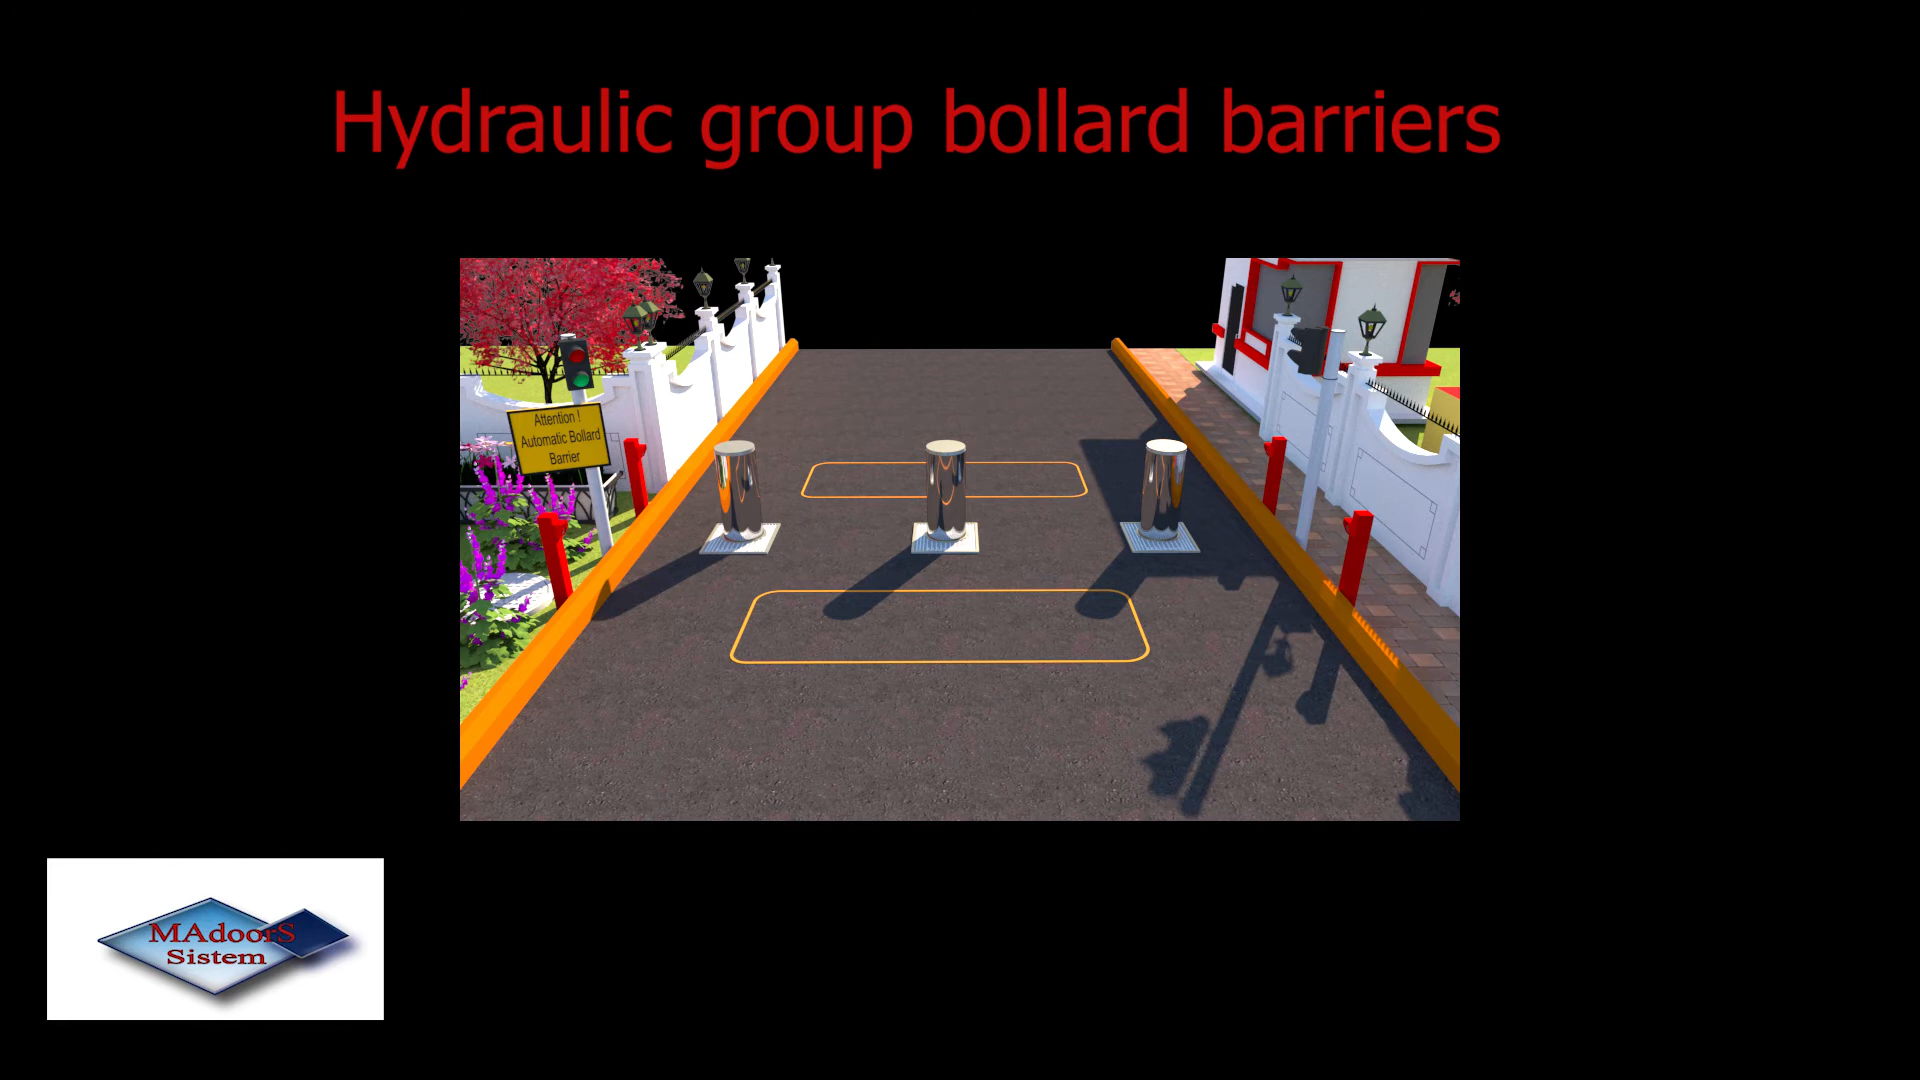 Hydraulic group bollard barriers
Attention !
Automatic Bollard
Barrier
MAdoorS
Sistem